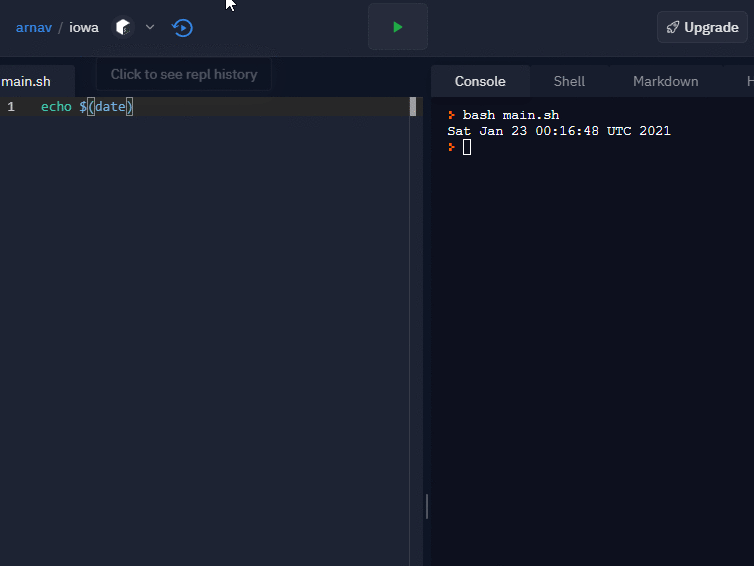 arnav / iowa
Upgrade
Click to see repl history
main.sh
Console Shell Markdown H
1 echo $(date)
bash main.sh
Sat Jan 23 00:16:48 UTC 2021